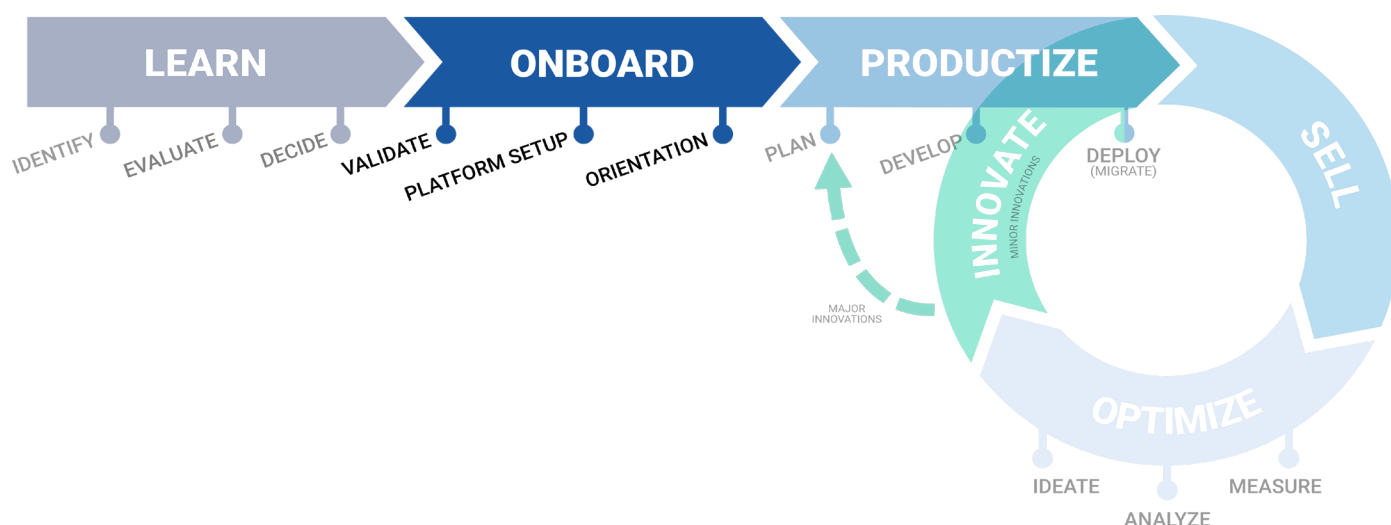 LEARN
IDENTIFY
EVALUATE
DECIDE
ONBOARD
VALIDATE
PLATFORM SETUP
ORIENTATION
PRODUCTIZE
PLAN
DEVELOP
DEPLOY
(MIGRATE)
SELL
OPTIMIZE
MEASURE
ANALYZE
IDEATE
INNOVATE
MINOR INNOVATIONS
MAJOR
INNOVATIONS